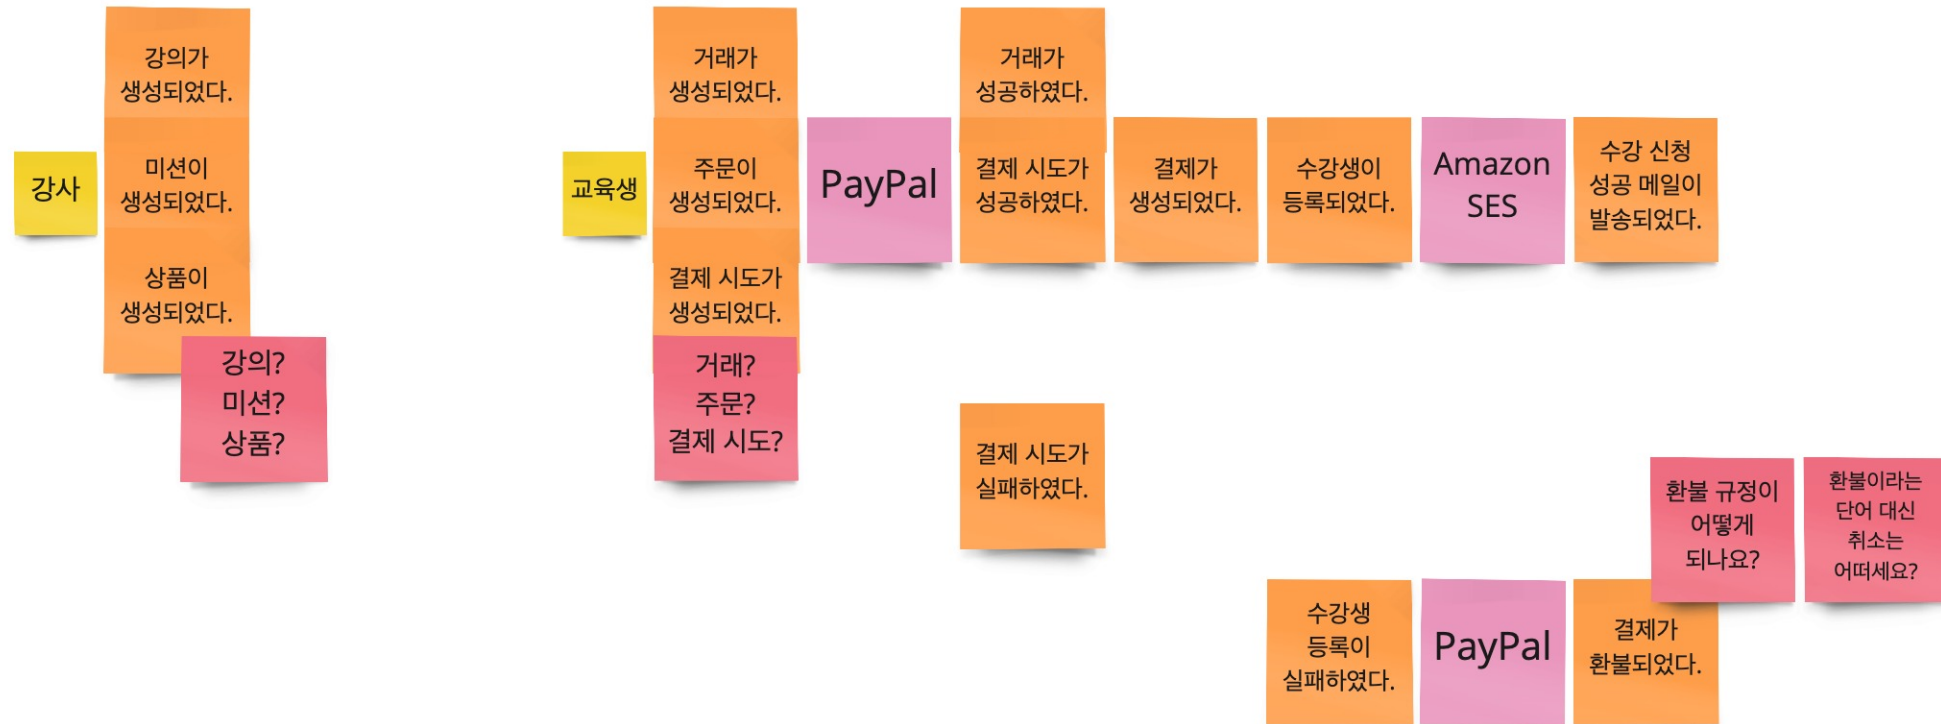 강의가
생성되었다.
미션이
생성되었다.
상품이
생성되었다.
강사
강의?
미션?
상품?
교육생
거래가
생성되었다.
주문이
생성되었다.
결제 시도가
생성되었다.
거래?
주문?
결제 시도?
PayPal
거래가
성공하였다.
결제 시도가
성공하였다.
결제가
생성되었다.
수강생이
등록되었다.
Amazon
SES
수강 신청
성공 메일이
발송되었다.
결제 시도가
실패하였다.
수강생
등록이
실패하였다.
PayPal
결제가
환불되었다.
환불 규정이
어떻게
되나요?
환불이라는
단어 대신
취소는
어떠세요?